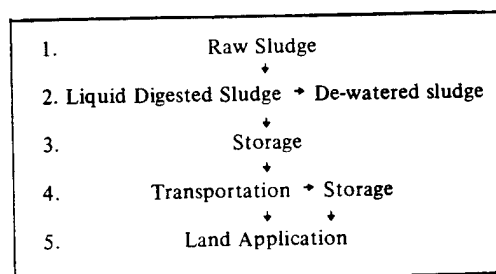 1. Raw Sludge
↓
2. Liquid Digested Sludge → De-watered sludge
↓
3. Storage
↓
4. Transportation → Storage
↓ ↓
5. Land Application